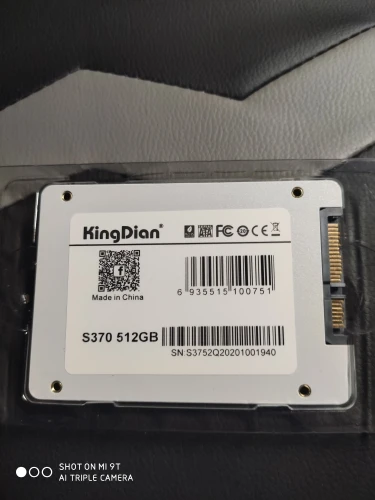 KingDian®
SATA FC CE
Made in China
6 935515 100751
S370 512GB
SN:S3752Q20201001940
SHOT ON MI 9T
AI TRIPLE CAMERA